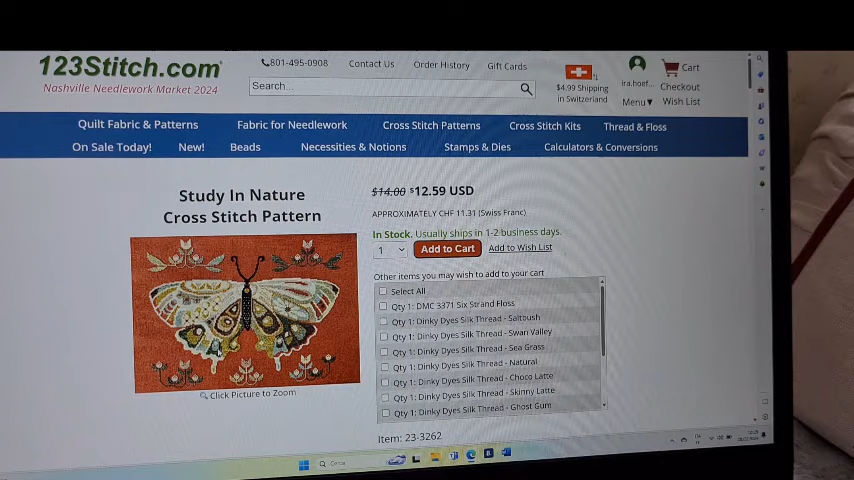 123Stitch.com
Nashville Needlework Market 2024
801-495-0908 Contact Us Order History Gift Cards
Search...
$4.99 Shipping
in Switzerland
ira.hoef...
Menu▼
Cart
Checkout
Wish List
Quilt Fabric & Patterns Fabric for Needlework Cross Stitch Patterns Cross Stitch Kits Thread & Floss
On Sale Today! New! Beads Necessities & Notions Stamps & Dies Calculators & Conversions
Study In Nature
Cross Stitch Pattern
Click Picture to Zoom
$14.00 $12.59 USD
APPROXIMATELY CHF 11.31 (Swiss Franc)
In Stock. Usually ships in 1-2 business days.
1 Add to Cart Add to Wish List
Other items you may wish to add to your cart
Select All
Qty 1: DMC 3371 Six Strand Floss
Qty 1: Dinky Dyes Silk Thread - Saltbush
Qty 1: Dinky Dyes Silk Thread - Swan Valley
Qty 1: Dinky Dyes Silk Thread - Sea Grass
Qty 1: Dinky Dyes Silk Thread - Natural
Qty 1: Dinky Dyes Silk Thread - Choco Latte
Qty 1: Dinky Dyes Silk Thread - Skinny Latte
Qty 1: Dinky Dyes Silk Thread - Ghost Gum
Item: 23-3262
Cerca